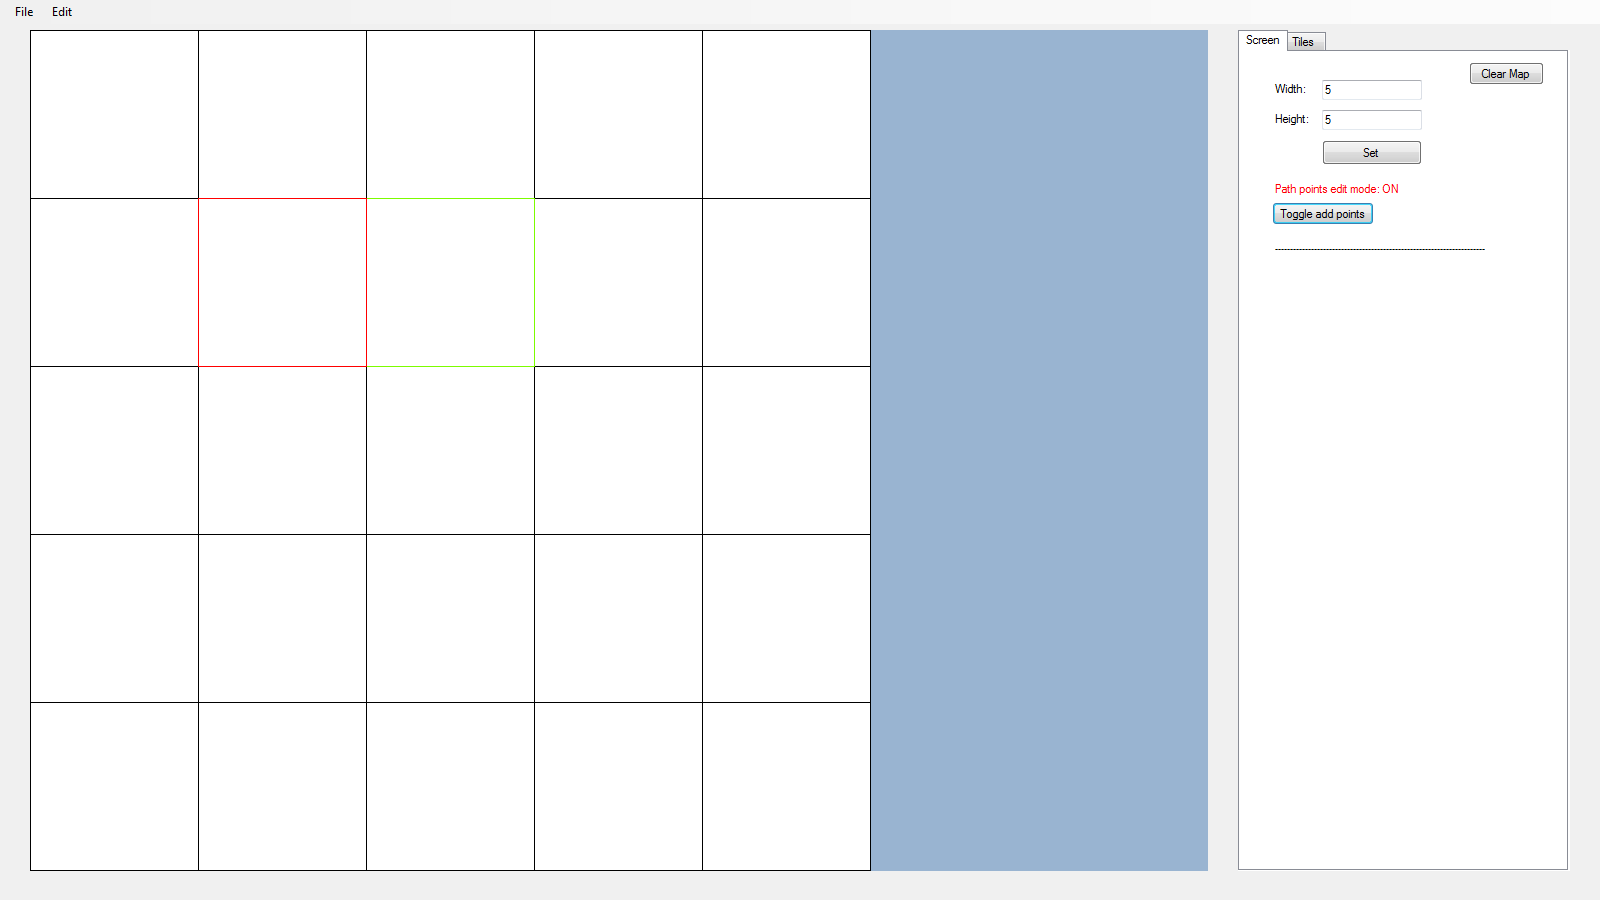 File Edit
Screen Tiles
Clear Map
Width: 5
Height: 5
Set
Path points edit mode: ON
Toggle add points